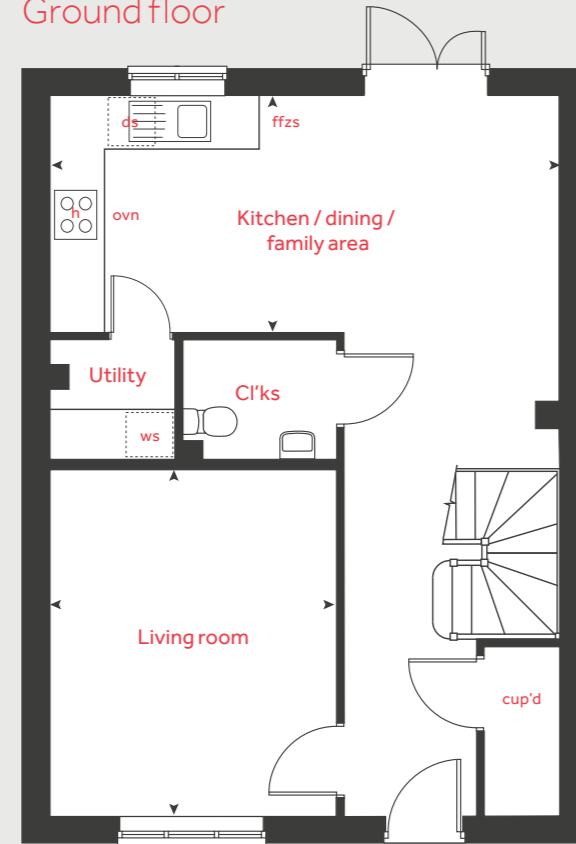 Ground floor
ds
ffzs
h
ovn
Kitchen / dining /
family area
Utility
Cl'ks
ws
Living room
cup'd